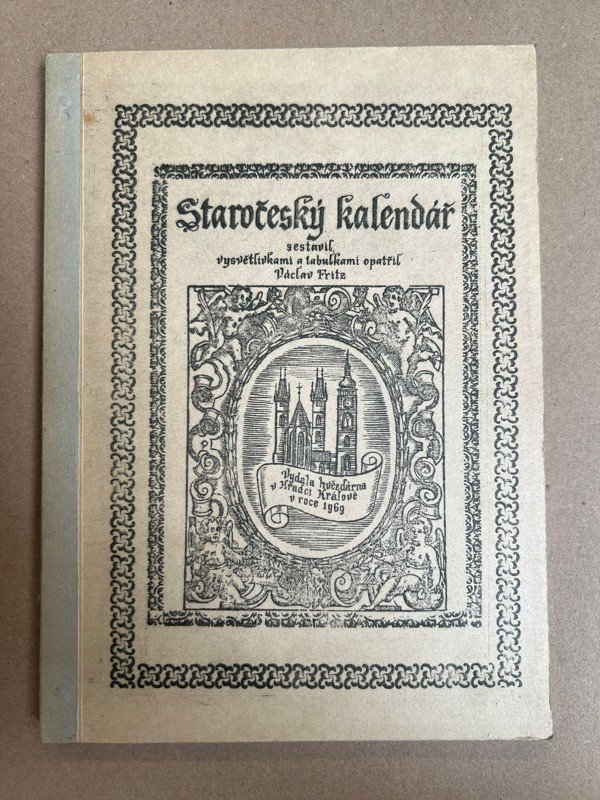 Staročeský kalendář
sestavil,
vysvětlivkami a tabulkami opatřil
Václav Fritz
Vydala hvězdárna
v Hradci Králové
v roce 1969